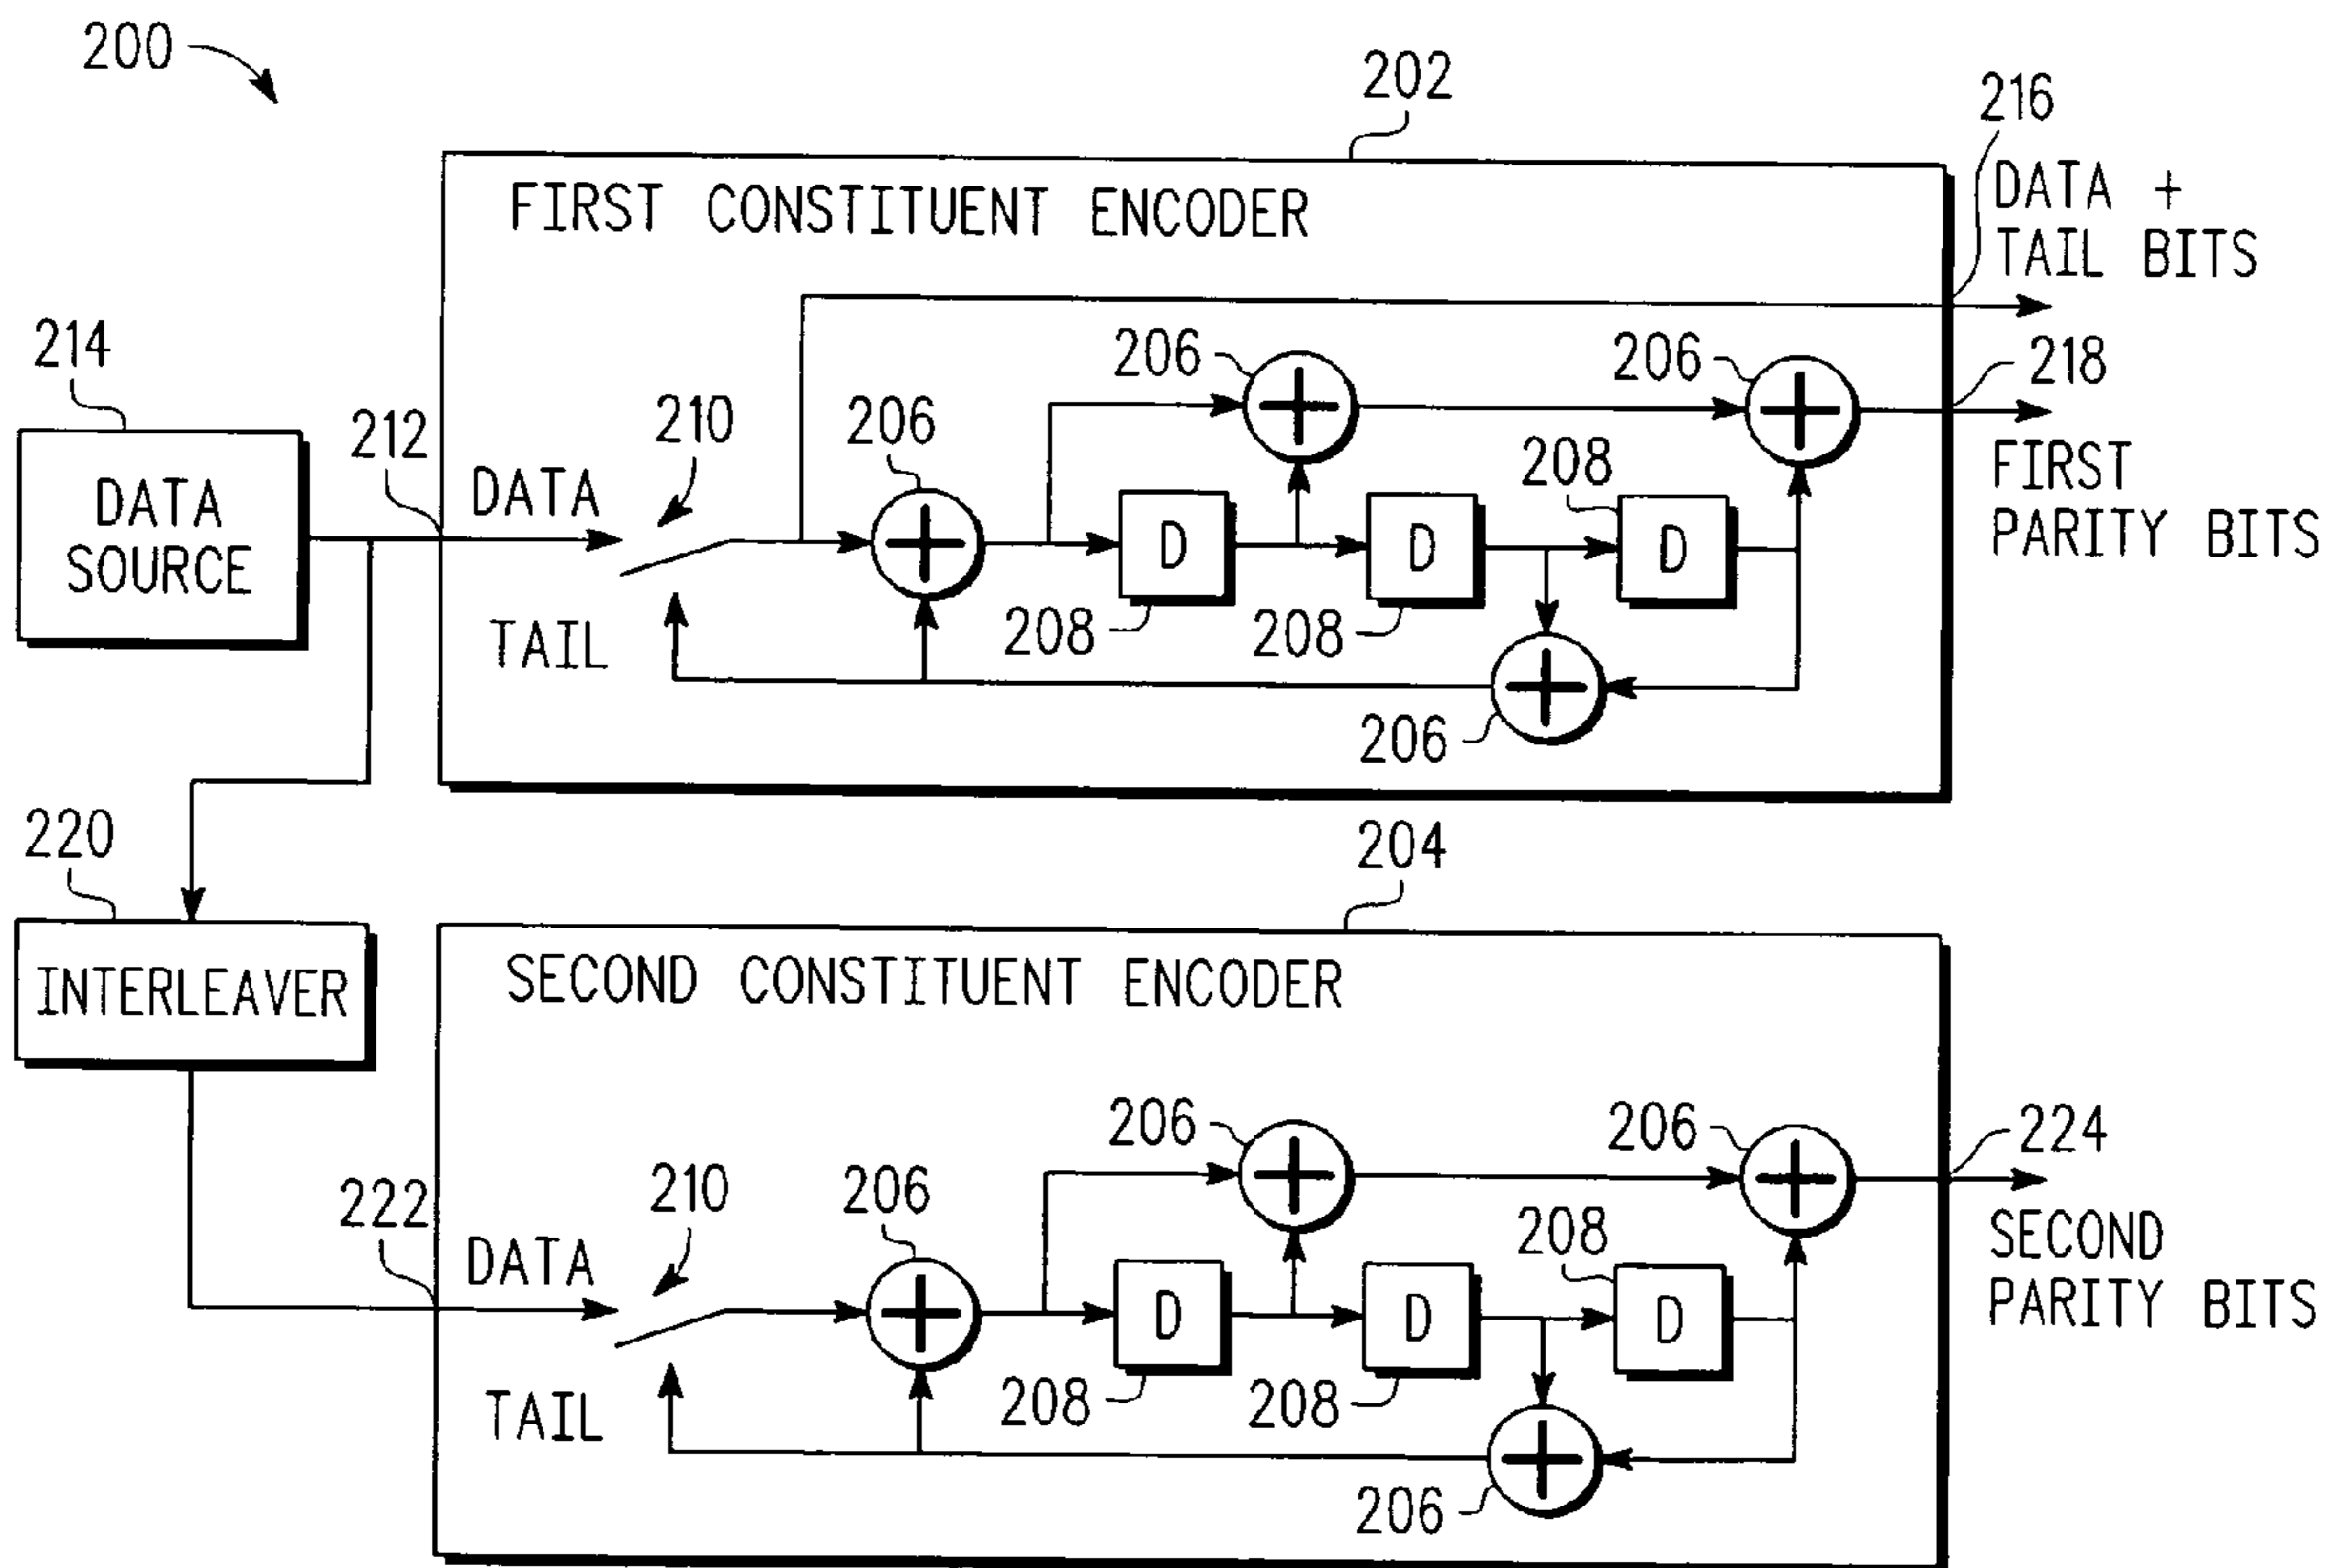 200
202
216
DATA +
TAIL BITS
FIRST CONSTITUENT ENCODER
214
212
210
206
206
206
218
DATA
SOURCE
DATA
D
208
D
208
208
D
FIRST
PARITY BITS
TAIL
206
220
204
INTERLEAVER
SECOND CONSTITUENT ENCODER
222
210
206
206
206
224
DATA
D
208
D
208
208
D
SECOND
PARITY BITS
TAIL
206